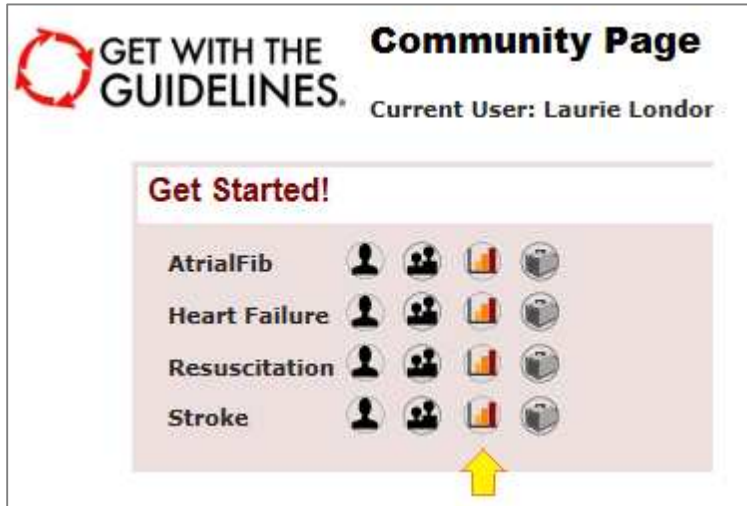 GET WITH THE
GUIDELINES®
Community Page
Current User: Laurie Londor
Get Started!
AtrialFib
Heart Failure
Resuscitation
Stroke